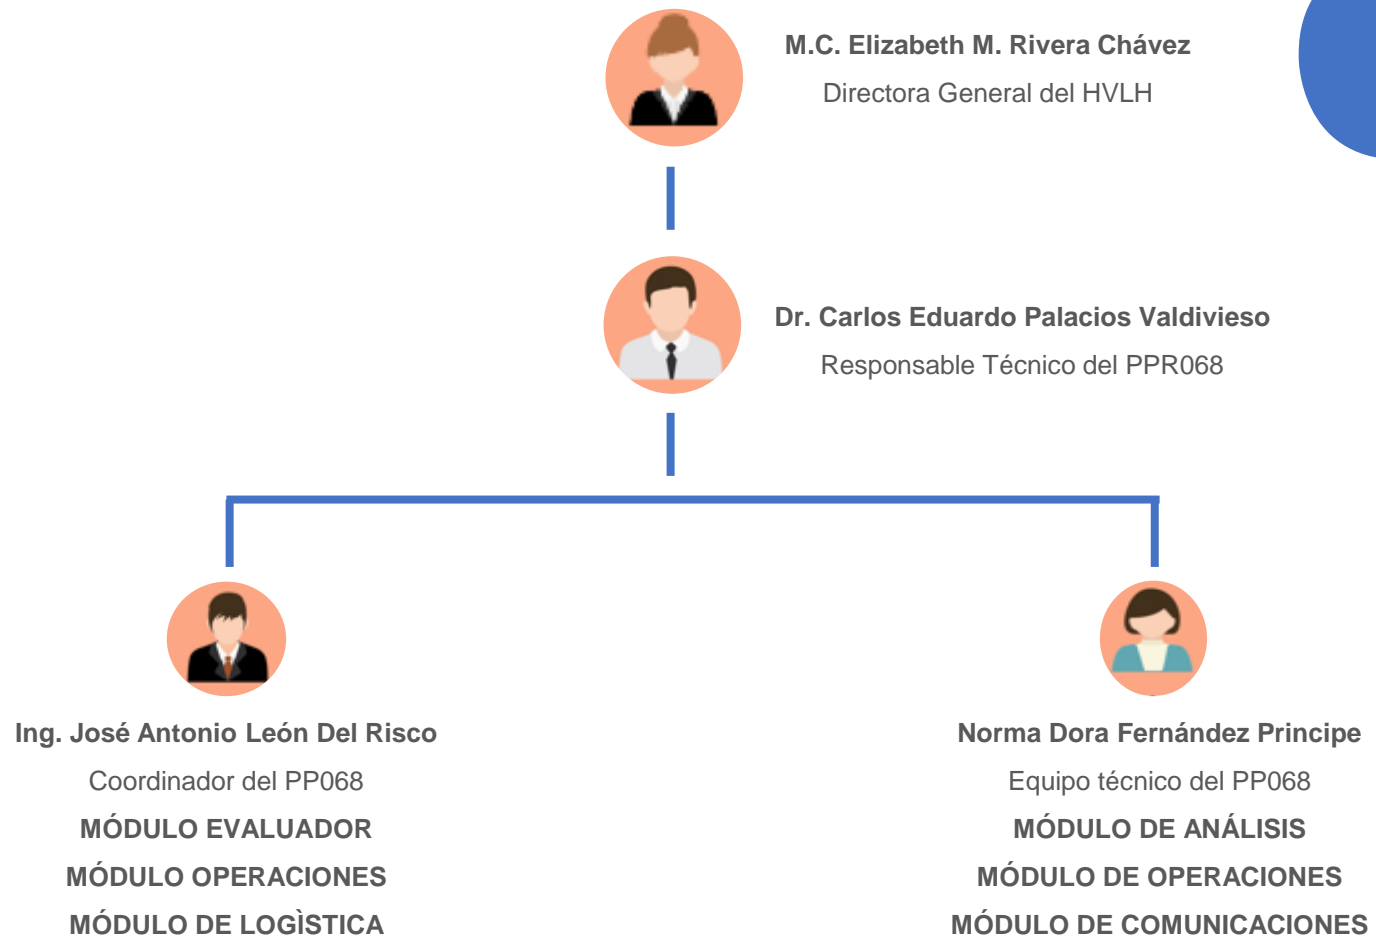 M.C. Elizabeth M. Rivera Chávez
Directora General del HVLH
Dr. Carlos Eduardo Palacios Valdivieso
Responsable Técnico del PPR068
Ing. José Antonio León Del Risco
Coordinador del PP068
MÓDULO EVALUADOR
MÓDULO OPERACIONES
MÓDULO DE LOGÌSTICA
Norma Dora Fernández Principe
Equipo técnico del PP068
MÓDULO DE ANÁLISIS
MÓDULO DE OPERACIONES
MÓDULO DE COMUNICACIONES